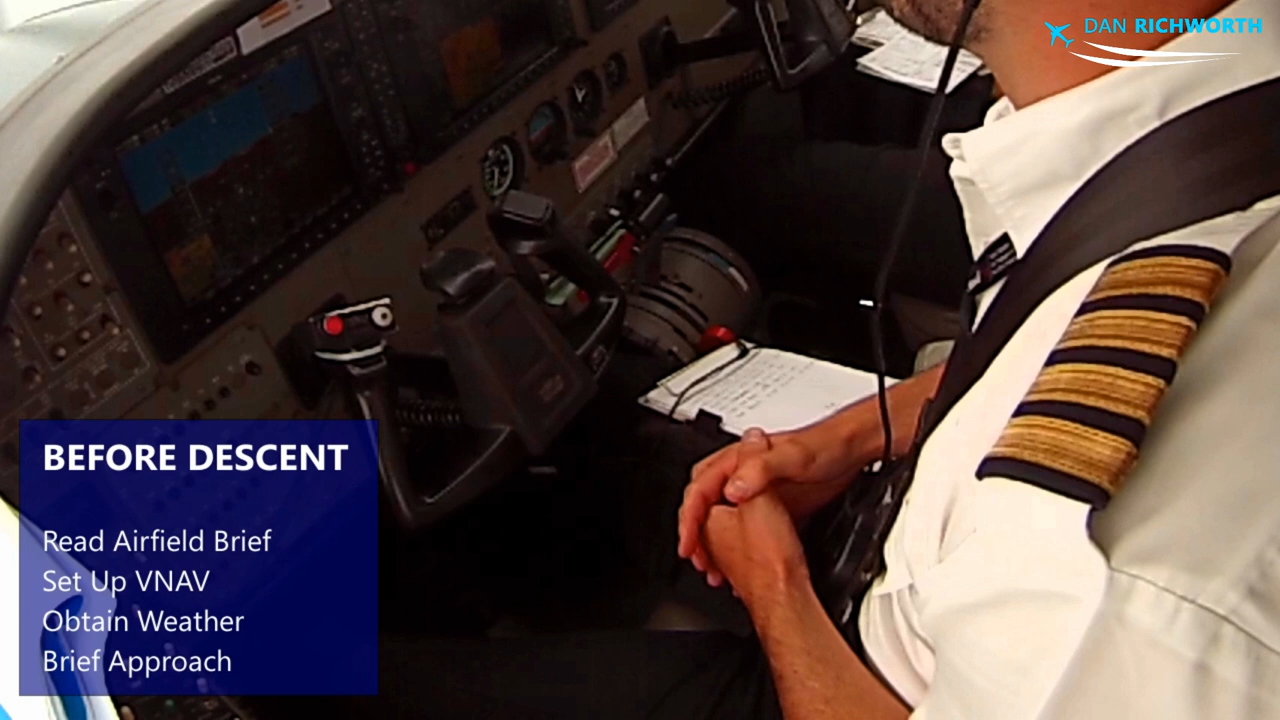 DAN RICHWORTH
BEFORE DESCENT
Read Airfield Brief
Set Up VNAV
Obtain Weather
Brief Approach